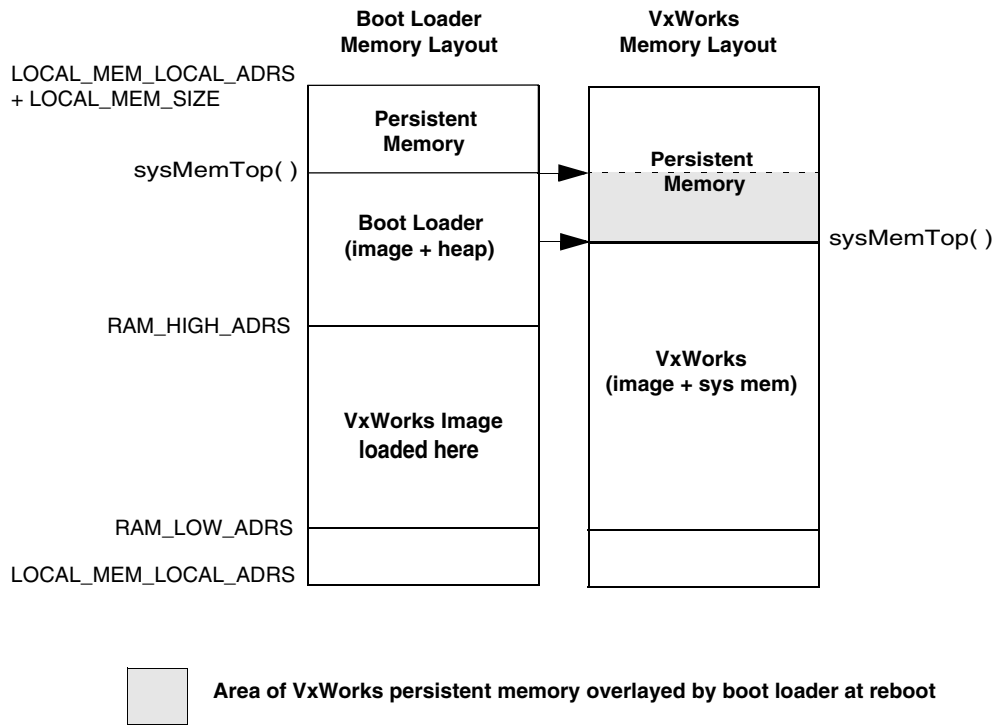 Boot Loader
Memory Layout
VxWorks
Memory Layout
LOCAL_MEM_LOCAL_ADRS
+ LOCAL_MEM_SIZE
Persistent
Memory
sysMemTop( )
Persistent
Memory
Boot Loader
(image + heap)
sysMemTop( )
RAM_HIGH_ADRS
VxWorks
(image + sys mem)
VxWorks Image
loaded here
RAM_LOW_ADRS
LOCAL_MEM_LOCAL_ADRS
Area of VxWorks persistent memory overlayed by boot loader at reboot